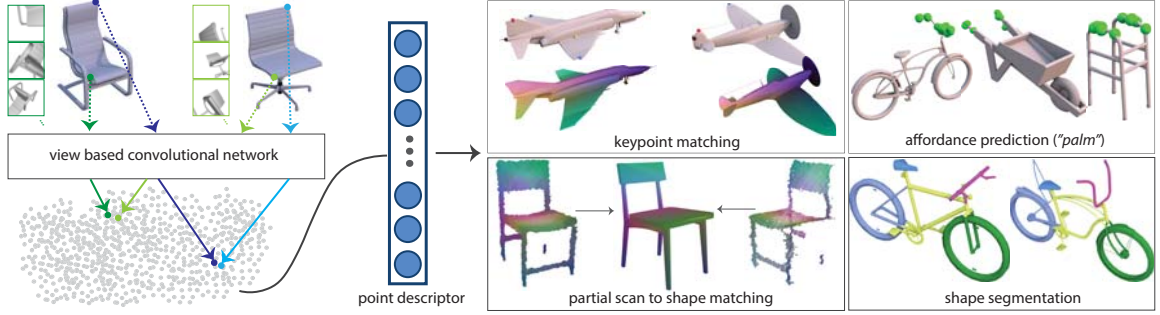 view based convolutional network
point descriptor
keypoint matching
affordance prediction ("palm")
partial scan to shape matching
shape segmentation